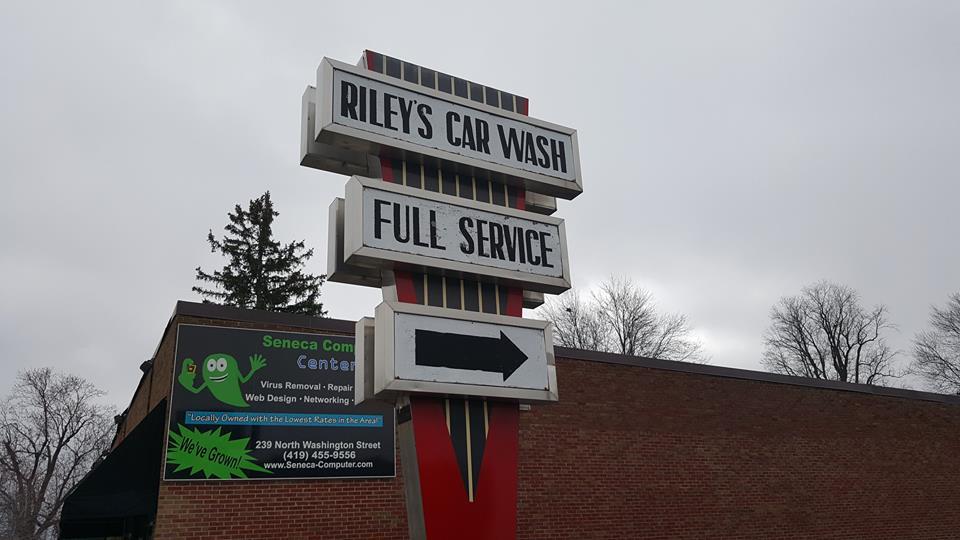 RILEY'S CAR WASH
FULL SERVICE
Seneca
Center
Virus Removal · Repair
Web Design · Networking ·
"Locally Owned with the Lowest Rates in the Area!"
We've Grown!
239 North Washington Street
(419) 455-9556
www.Seneca-Computer.com